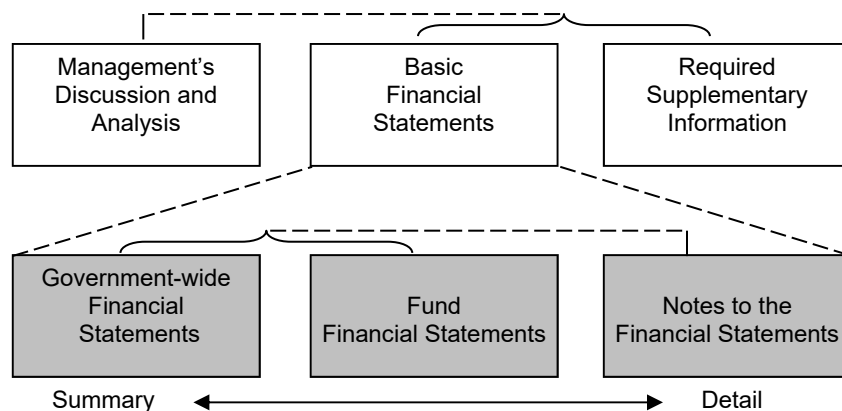 Management's
Discussion and
Analysis
Basic
Financial
Statements
Required
Supplementary
Information
Government-wide
Financial
Statements
Fund
Financial Statements
Notes to the
Financial Statements
Summary
Detail